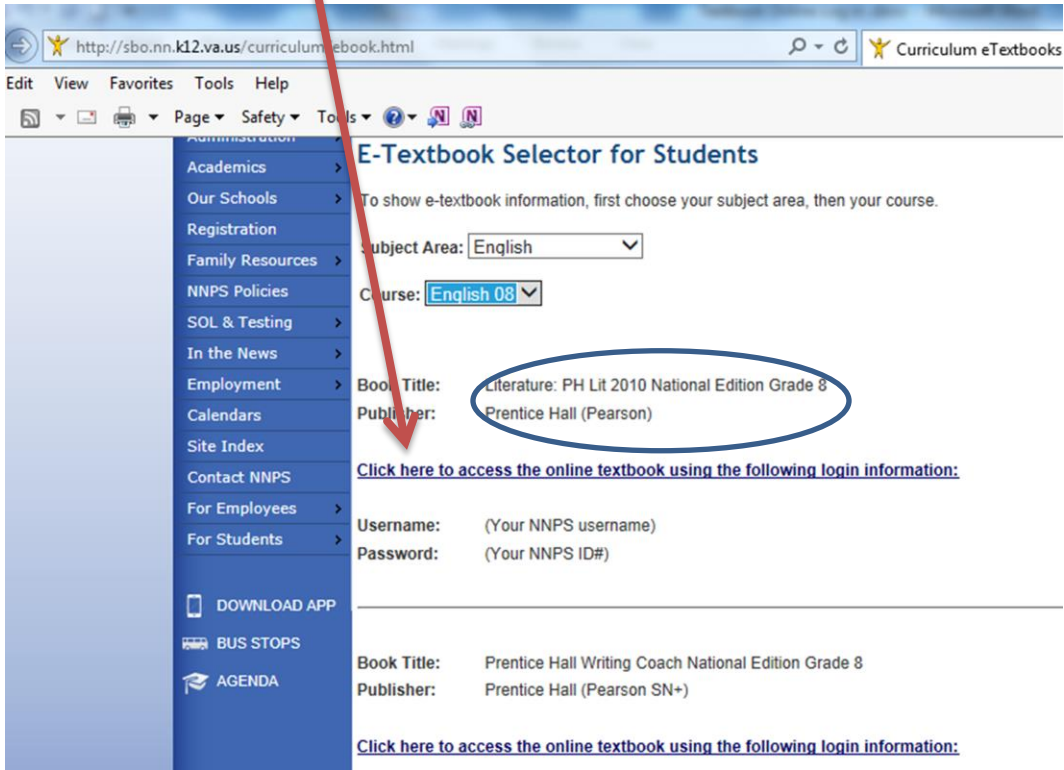 http://sbo.nn.k12.va.us/curriculum ebook.html
Curriculum eTextbooks
Edit View Favorites Tools Help
Page Safety Tools
Administration
Academics
Our Schools
Registration
Family Resources
NNPS Policies
SOL & Testing
In the News
Employment
Calendars
Site Index
Contact NNPS
For Employees
For Students
DOWNLOAD APP
BUS STOPS
AGENDA
E-Textbook Selector for Students
To show e-textbook information, first choose your subject area, then your course.
Subject Area: English
Course: English 08
Book Title: Literature: PH Lit 2010 National Edition Grade 8
Publisher: Prentice Hall (Pearson)
Click here to access the online textbook using the following login information:
Username: (Your NNPS username)
Password: (Your NNPS ID#)
Book Title: Prentice Hall Writing Coach National Edition Grade 8
Publisher: Prentice Hall (Pearson SN+)
Click here to access the online textbook using the following login information: